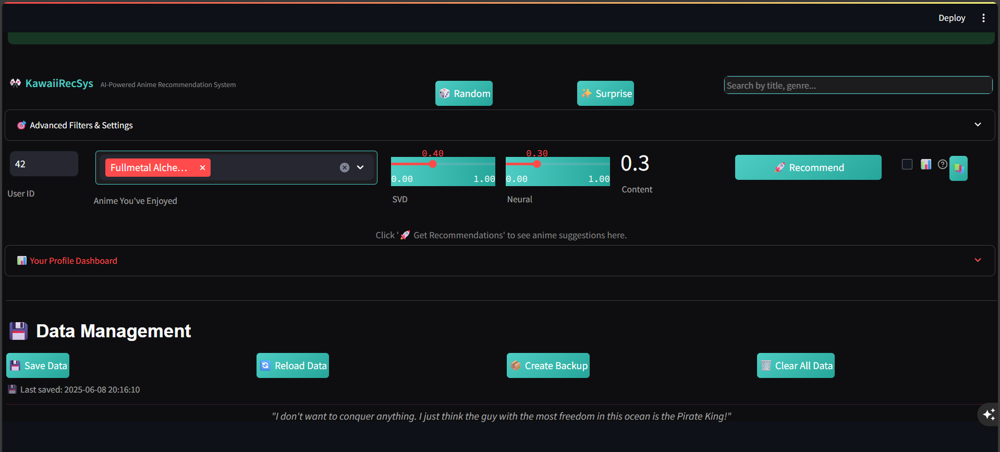 Deploy
KawaiiRecSys AI-Powered Anime Recommendation System
Random
Surprise
Search by title, genre...
Advanced Filters & Settings
42
User ID
Fullmetal Alche...
Anime You've Enjoyed
0.40
0.00 1.00
SVD
0.30
0.00 1.00
Neural
0.3
Content
🚀 Recommend
Click '🚀 Get Recommendations' to see anime suggestions here.
Your Profile Dashboard
Data Management
Save Data
Reload Data
Create Backup
Clear All Data
Last saved: 2025-06-08 20:16:10
"I don't want to conquer anything. I just think the guy with the most freedom in this ocean is the Pirate King!"